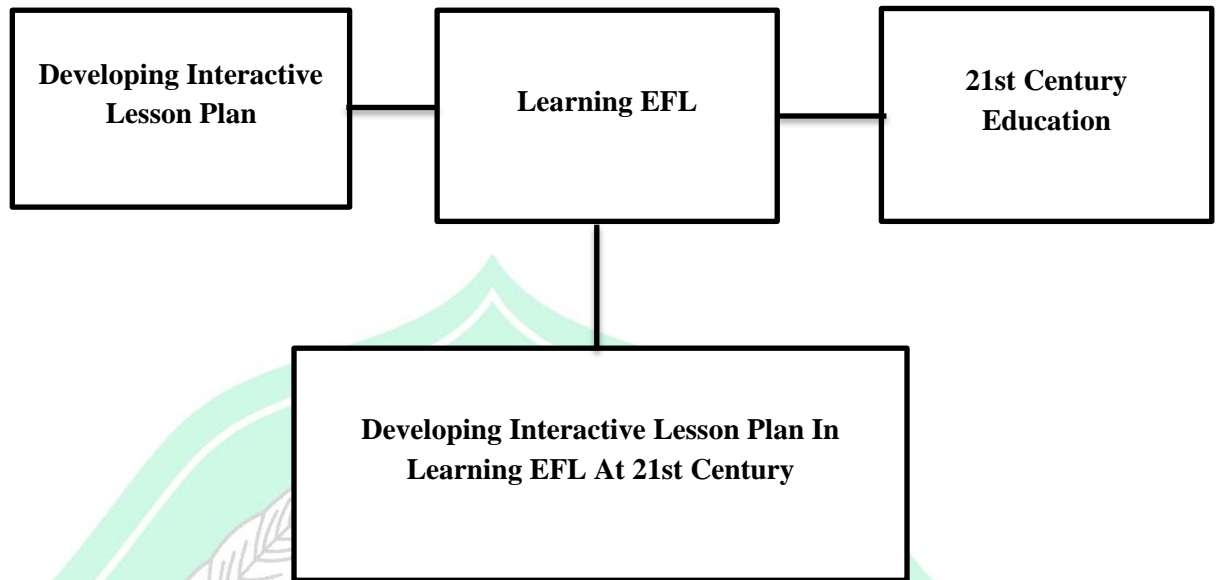 Developing Interactive
Lesson Plan
Learning EFL
21st Century
Education
Developing Interactive Lesson Plan In
Learning EFL At 21st Century